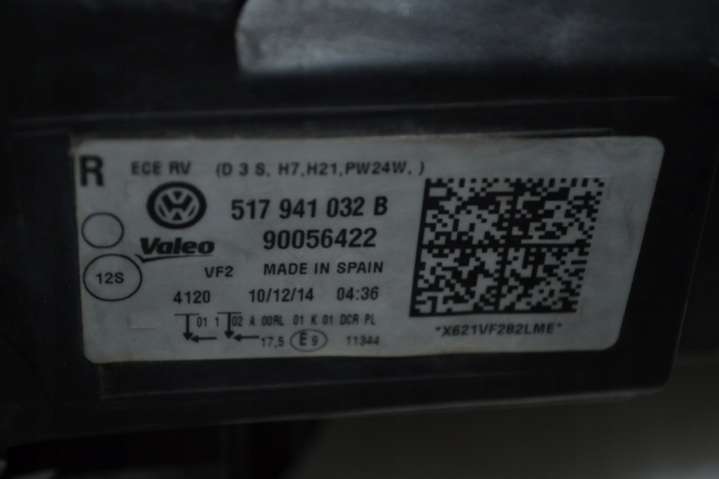 R ECE RV (D 3 S, H7,H21,PW24W, )
517 941 032 B
Valeo 90056422
12S VF2 MADE IN SPAIN
4120 10/12/14 04:36
01 1 02 A 00RL 01 K 01 DCR PL
17,5 E9 11344
*X621VF282LME*